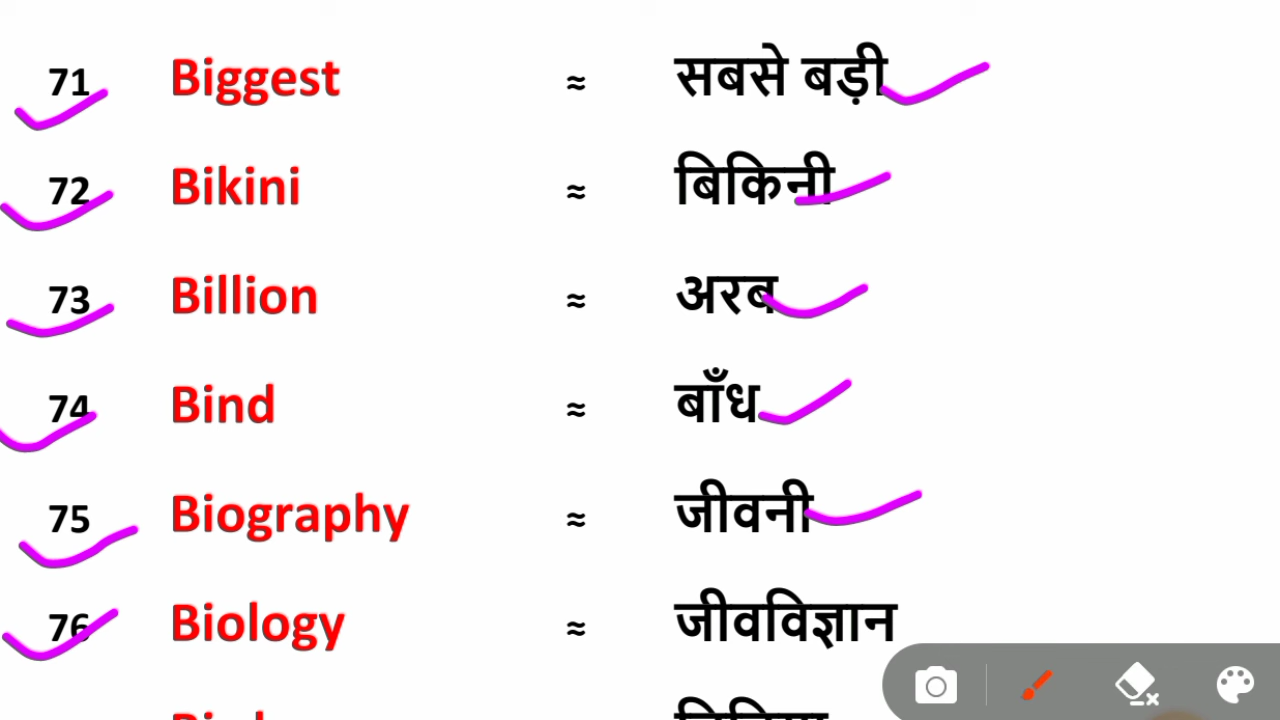 71 Biggest ≈ सबसे बड़ी
72 Bikini ≈ बिकिनी
73 Billion ≈ अरब
74 Bind ≈ बाँध
75 Biography ≈ जीवनी
76 Biology ≈ जीवविज्ञान